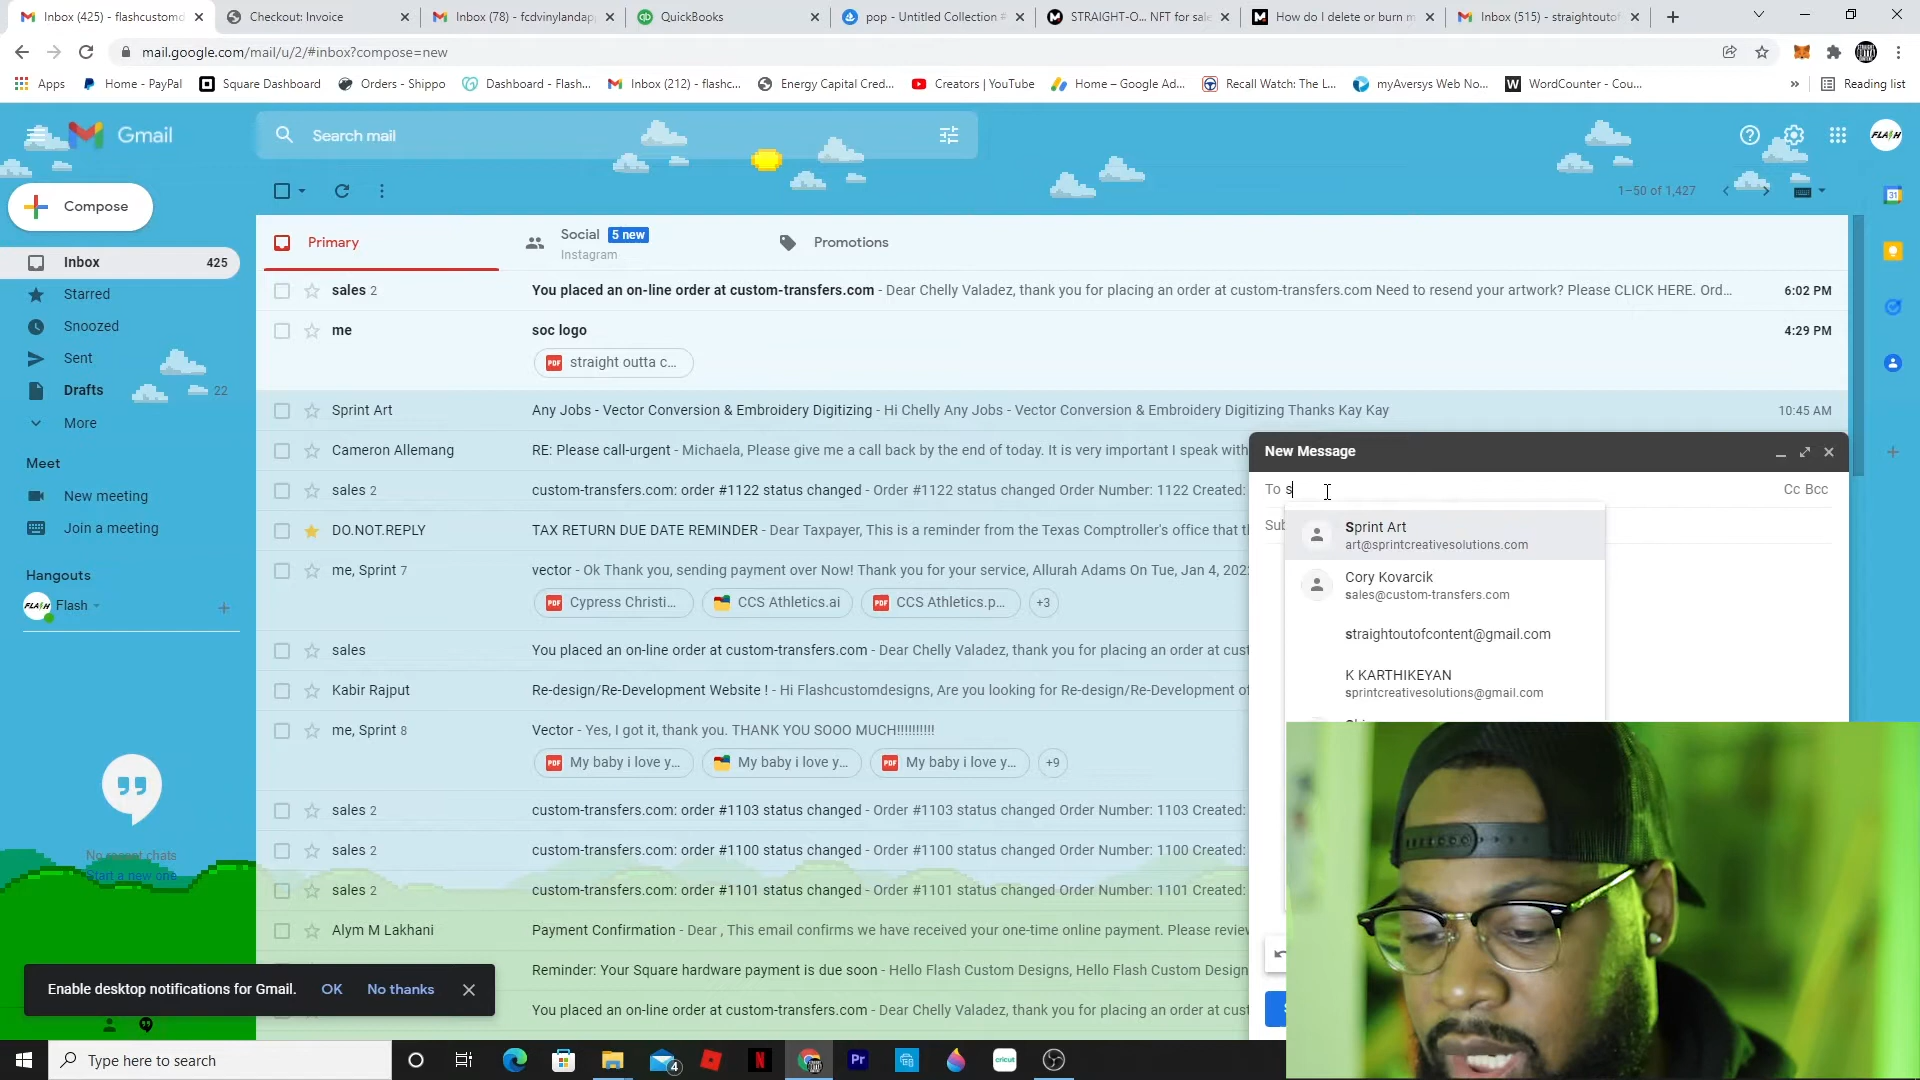 Inbox (425) - flashcustomd
Checkout: Invoice
Inbox (78) - fcdvinylandapp
QuickBooks
pop - Untitled Collection #
STRAIGHT-O... NFT for sale
How do I delete or burn m
Inbox (515) - straightoutof
mail.google.com/mail/u/2/#inbox?compose=new
Apps
Home - PayPal
Square Dashboard
Orders - Shippo
Dashboard - Flash...
Inbox (212) - flashc...
Energy Capital Cred...
Creators | YouTube
Home – Google Ad...
Recall Watch: The L...
myAversys Web No...
WordCounter - Cou...
Reading list
Gmail
Search mail
FLASH
Compose
1–50 of 1,427
Primary
Social 5 new
Instagram
Promotions
Inbox 425
Starred
Snoozed
Sent
Drafts 22
More
Meet
New meeting
Join a meeting
Hangouts
Flash
No recent chats
Start a new one
sales 2 You placed an on-line order at custom-transfers.com - Dear Chelly Valadez, thank you for placing an order at custom-transfers.com Need to resend your artwork? Please CLICK HERE. Ord... 6:02 PM
me soc logo 4:29 PM
PDF straight outta c...
Sprint Art Any Jobs - Vector Conversion & Embroidery Digitizing - Hi Chelly Any Jobs - Vector Conversion & Embroidery Digitizing Thanks Kay Kay 10:45 AM
Cameron Allemang RE: Please call-urgent - Michaela, Please give me a call back by the end of today. It is very important I speak with
sales 2 custom-transfers.com: order #1122 status changed - Order #1122 status changed Order Number: 1122 Created:
DO.NOT.REPLY TAX RETURN DUE DATE REMINDER - Dear Taxpayer, This is a reminder from the Texas Comptroller's office that th
me, Sprint 7 vector - Ok Thank you, sending payment over Now! Thank you for your service, Allurah Adams On Tue, Jan 4, 202
PDF Cypress Christi... CCS Athletics.ai PDF CCS Athletics.p... +3
sales You placed an on-line order at custom-transfers.com - Dear Chelly Valadez, thank you for placing an order at cust
Kabir Rajput Re-design/Re-Development Website ! - Hi Flashcustomdesigns, Are you looking for Re-design/Re-Development of
me, Sprint 8 Vector - Yes, I got it, thank you. THANK YOU SOOO MUCH!!!!!!!!!!
PDF My baby i love y... My baby i love y... PDF My baby i love y... +9
sales 2 custom-transfers.com: order #1103 status changed - Order #1103 status changed Order Number: 1103 Created:
sales 2 custom-transfers.com: order #1100 status changed - Order #1100 status changed Order Number: 1100 Created:
sales 2 custom-transfers.com: order #1101 status changed - Order #1101 status changed Order Number: 1101 Created:
Alym M Lakhani Payment Confirmation - Dear , This email confirms we have received your one-time online payment. Please review
Reminder: Your Square hardware payment is due soon - Hello Flash Custom Designs, Hello Flash Custom Design
You placed an on-line order at custom-transfers.com - Dear Chelly Valadez, thank you for placing an order at cust
Enable desktop notifications for Gmail. OK No thanks
New Message
To s
Cc Bcc
Sub
Sprint Art
art@sprintcreativesolutions.com
Cory Kovarcik
sales@custom-transfers.com
straightoutofcontent@gmail.com
K KARTHIKEYAN
sprintcreativesolutions@gmail.com
31
Type here to search
4
N
Pr
cricut